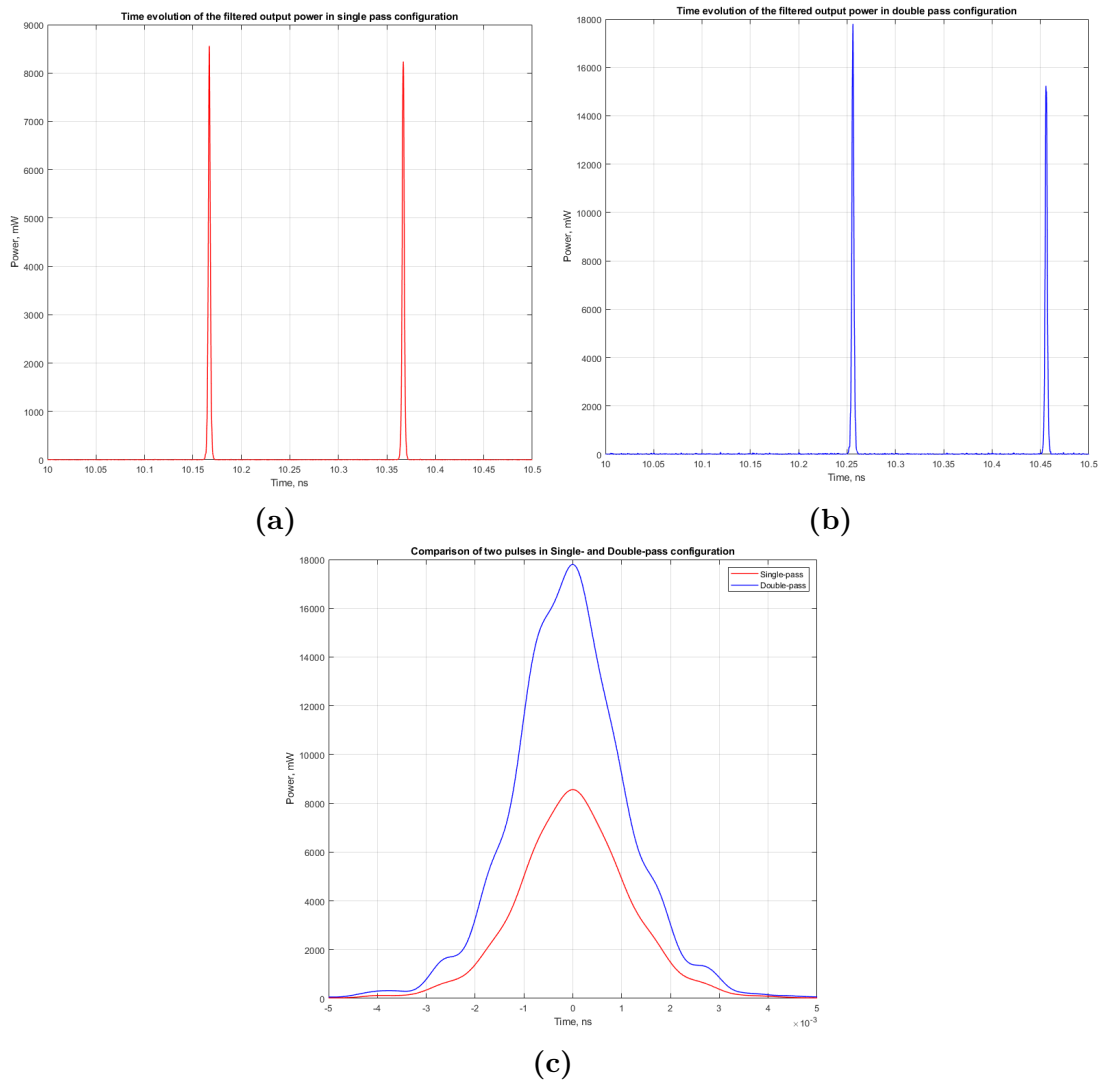 Time evolution of the filtered output power in single pass configuration
9000
8000
7000
6000
5000
4000
3000
2000
1000
0
Power, mW
10 10.05 10.1 10.15 10.2 10.25 10.3 10.35 10.4 10.45 10.5
Time, ns
(a)
Time evolution of the filtered output power in double pass configuration
18000
16000
14000
12000
10000
8000
6000
4000
2000
0
Power, mW
10 10.05 10.1 10.15 10.2 10.25 10.3 10.35 10.4 10.45 10.5
Time, ns
(b)
Comparison of two pulses in Single- and Double-pass configuration
18000
16000
14000
12000
10000
8000
6000
4000
2000
0
Power, mW
Single-pass
Double-pass
-5 -4 -3 -2 -1 0 1 2 3 4 5
Time, ns
×10⁻³
(c)